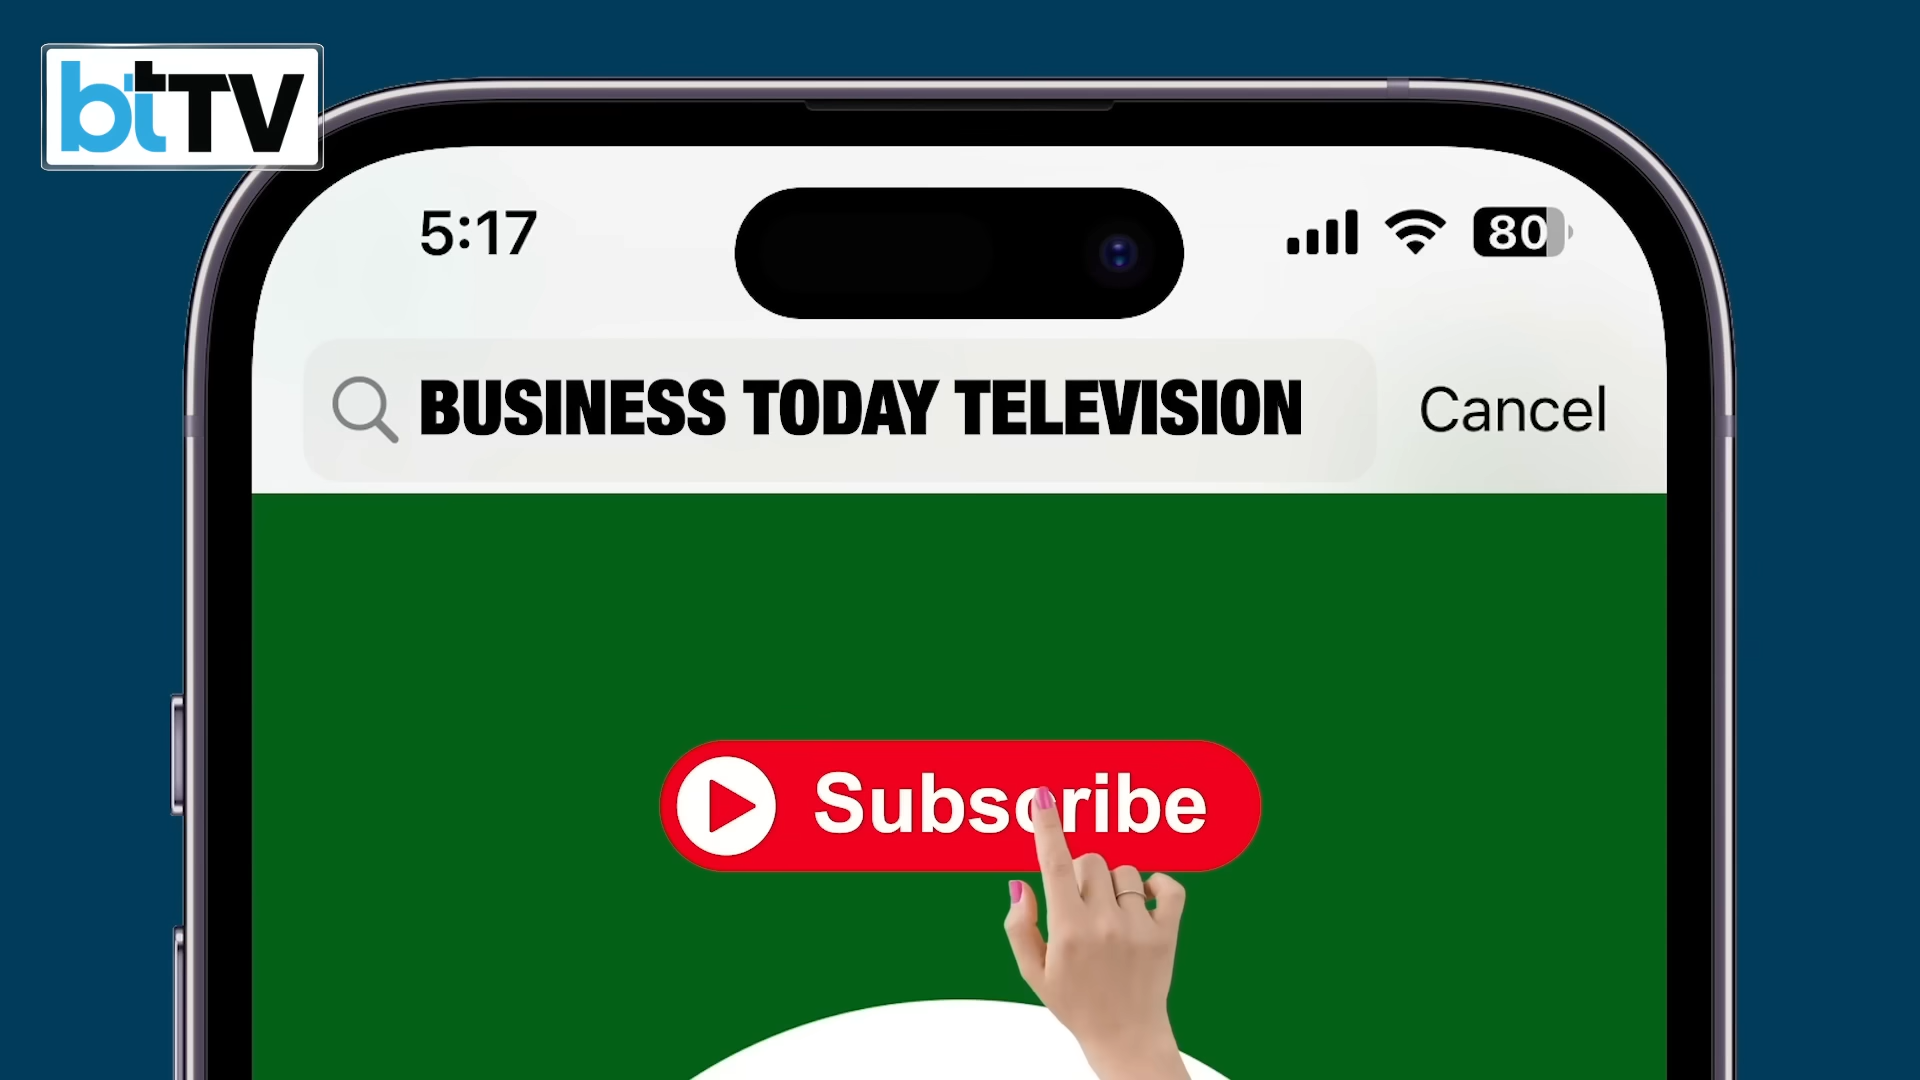 btTV
5:17
80
BUSINESS TODAY TELEVISION
Cancel
Subscribe